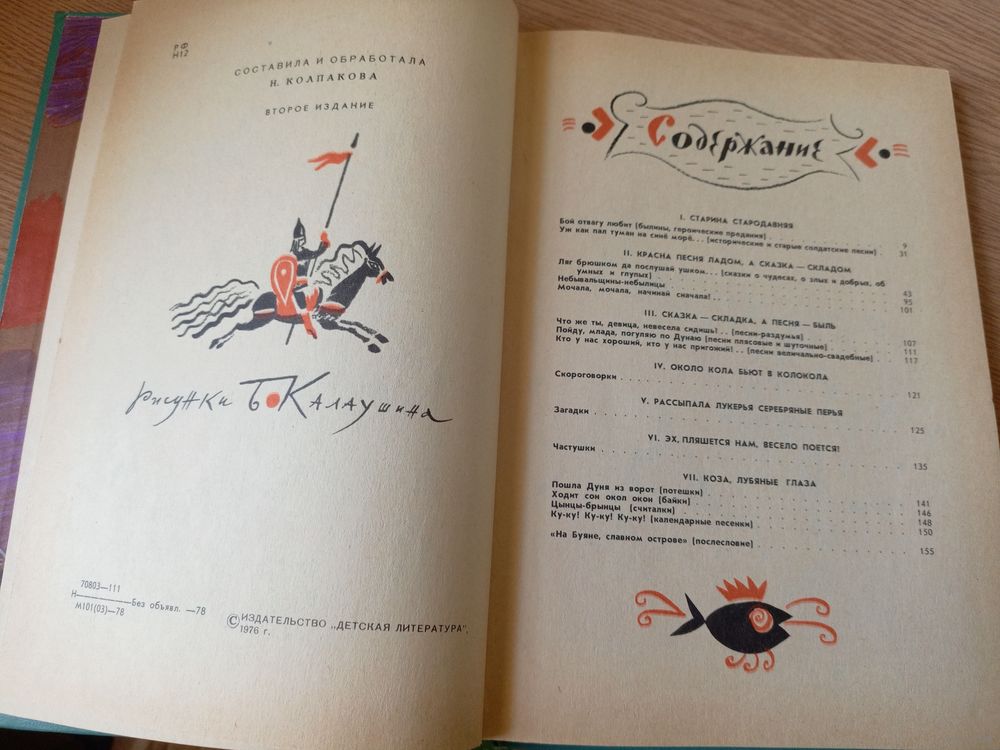 РФ
Н12
СОСТАВИЛА И ОБРАБОТАЛА
Н. КОЛПАКОВА
ВТОРОЕ ИЗДАНИЕ
Рисунки Б. Калаушина
70803—111
Н————Без объявл. —78
М101(03)—78
© ИЗДАТЕЛЬСТВО „ДЕТСКАЯ ЛИТЕРАТУРА",
1976 г.
Содержание
I. СТАРИНА СТАРОДАВНЯЯ
Бой отвагу любит (былины, героические предания) . . . 9
Уж как пал туман на синё морё. . . (исторические и старые солдатские песни) . 31
II. КРАСНА ПЕСНЯ ЛАДОМ, А СКАЗКА — СКЛАДОМ
Ляг брюшком да послушай ушком. . . (сказки о чудесах, о злых и добрых, об
умных и глупых) . . . 43
Небывальщины-небылицы . . . 95
Мочала, мочала, начинай сначала! . . . 101
III. СКАЗКА — СКЛАДКА, А ПЕСНЯ — БЫЛЬ
Что же ты, девица, невесела сидишь! . . (песни-раздумья) . . . 107
Пойду, млада, погуляю по Дунаю (песни плясовые и шуточные) . . . 111
Кто у нас хороший, кто у нас пригожий! . . (песни величально-свадебные) . . . 117
IV. ОКОЛО КОЛА БЬЮТ В КОЛОКОЛА
Скороговорки . . . 121
V. РАССЫПАЛА ЛУКЕРЬЯ СЕРЕБРЯНЫЕ ПЕРЬЯ
Загадки . . . 125
VI. ЭХ, ПЛЯШЕТСЯ НАМ, ВЕСЕЛО ПОЕТСЯ!
Частушки . . . 135
VII. КОЗА, ЛУБЯНЫЕ ГЛАЗА
Пошла Дуня из ворот (потешки) . . . 141
Ходит сон окол окон (байки) . . . 146
Цынцы-брынцы (считалки) . . . 148
Ку-ку! Ку-ку! Ку-ку! (календарные песенки) . . . 150
«На Буяне, славном острове» (послесловие) . . . 155